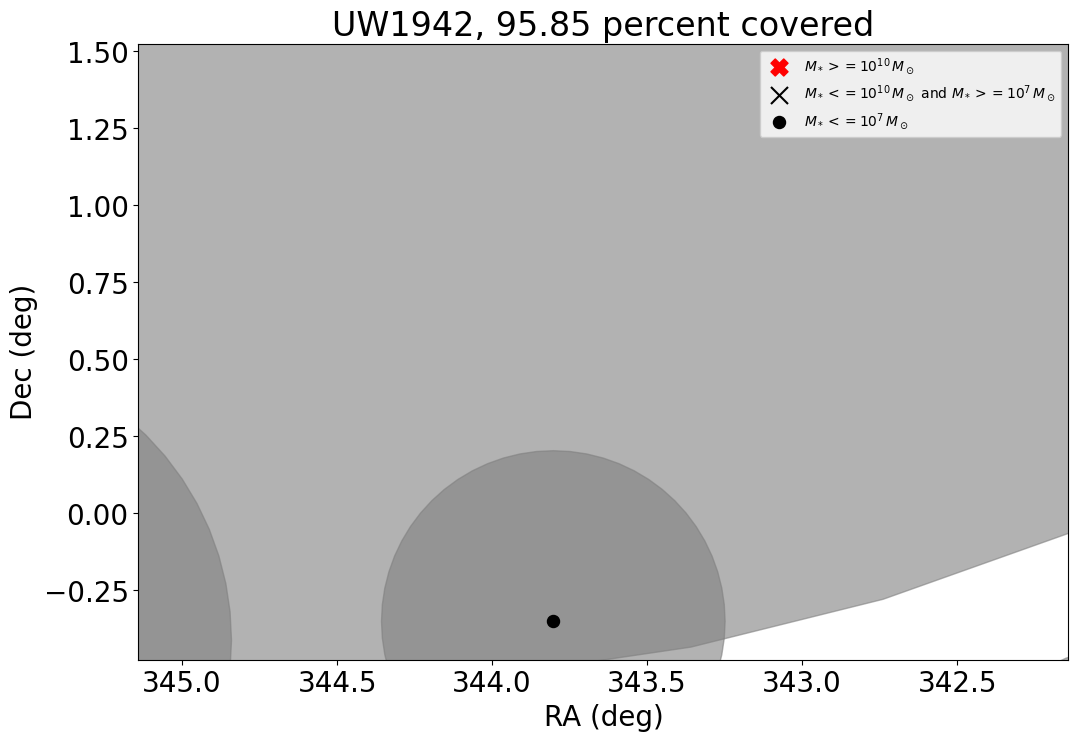 UW1942, 95.85 percent covered
M* >= 10^10 M⊙
M* <= 10^10 M⊙ and M* >= 10^7 M⊙
M* <= 10^7 M⊙
1.50
1.25
1.00
0.75
0.50
0.25
0.00
−0.25
Dec (deg)
345.0 344.5 344.0 343.5 343.0 342.5
RA (deg)